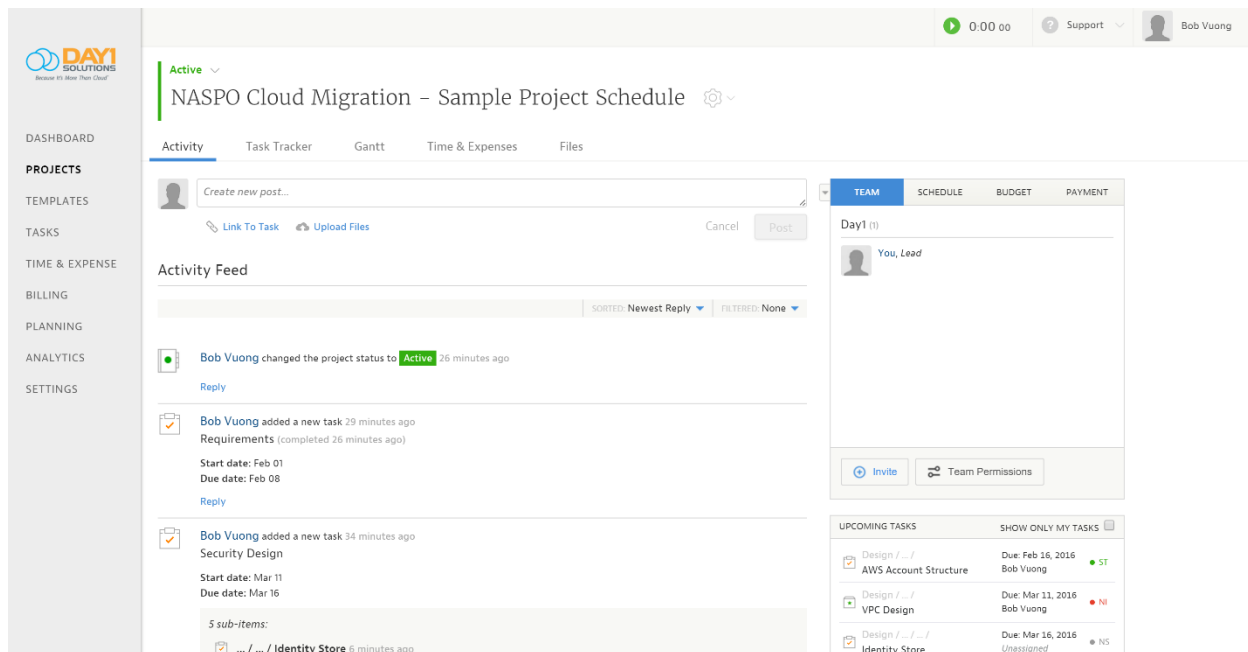 0:00 00
Support
Bob Vuong
DAY1
SOLUTIONS
Because It's More Than Cloud
DASHBOARD
PROJECTS
TEMPLATES
TASKS
TIME & EXPENSE
BILLING
PLANNING
ANALYTICS
SETTINGS
Active
NASPO Cloud Migration – Sample Project Schedule
Activity Task Tracker Gantt Time & Expenses Files
Create new post...
Link To Task Upload Files Cancel Post
Activity Feed
SORTED: Newest Reply FILTERED: None
Bob Vuong changed the project status to Active 26 minutes ago
Reply
Bob Vuong added a new task 29 minutes ago
Requirements (completed 26 minutes ago)
Start date: Feb 01
Due date: Feb 08
Reply
Bob Vuong added a new task 34 minutes ago
Security Design
Start date: Mar 11
Due date: Mar 16
5 sub-items:
... / ... / Identity Store 6 minutes ago
TEAM SCHEDULE BUDGET PAYMENT
Day1 (1)
You, Lead
Invite Team Permissions
UPCOMING TASKS SHOW ONLY MY TASKS
Design / ... / Due: Feb 16, 2016
AWS Account Structure Bob Vuong ST
Design / ... / Due: Mar 11, 2016
VPC Design Bob Vuong NI
Design / ... / ... / Due: Mar 16, 2016
Identity Store Unassigned NS